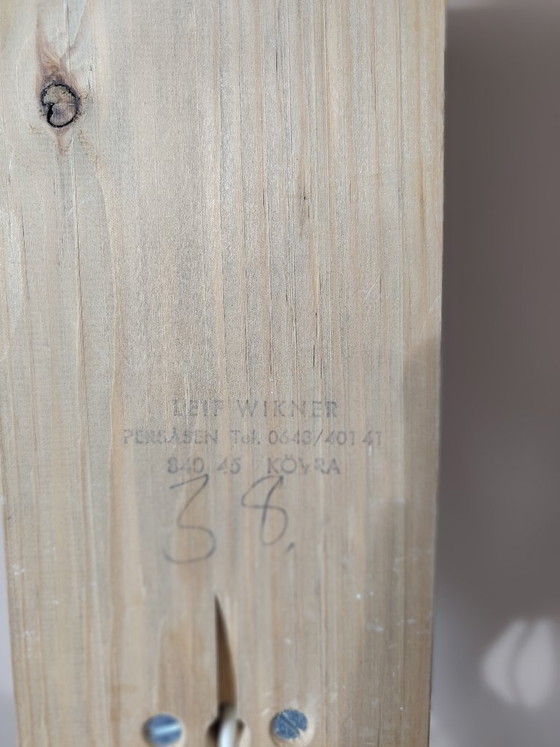 LEIF WIKNER
PERSÅSEN Tel. 0643/401 41
840 45 KÖVRA
38.